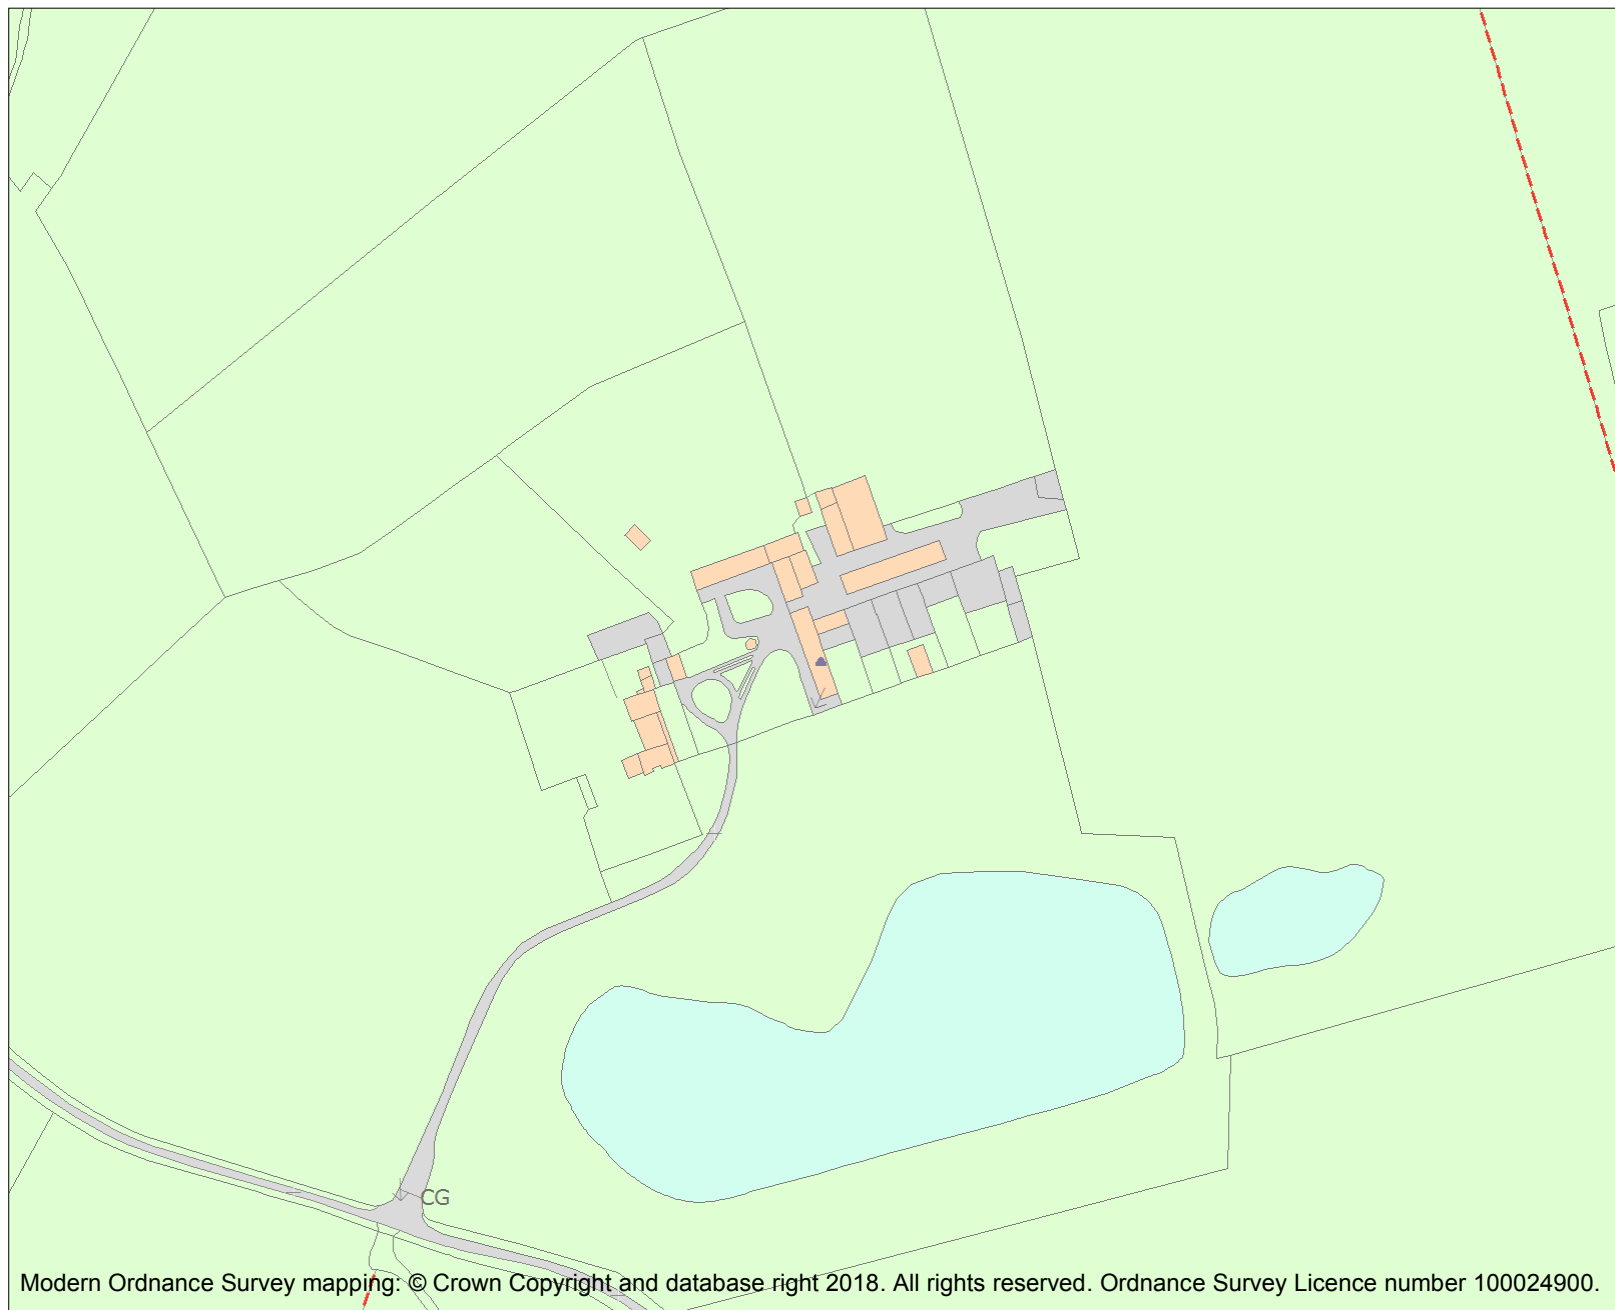 CG
Modern Ordnance Survey mapping: © Crown Copyright and database right 2018. All rights reserved. Ordnance Survey Licence number 100024900.